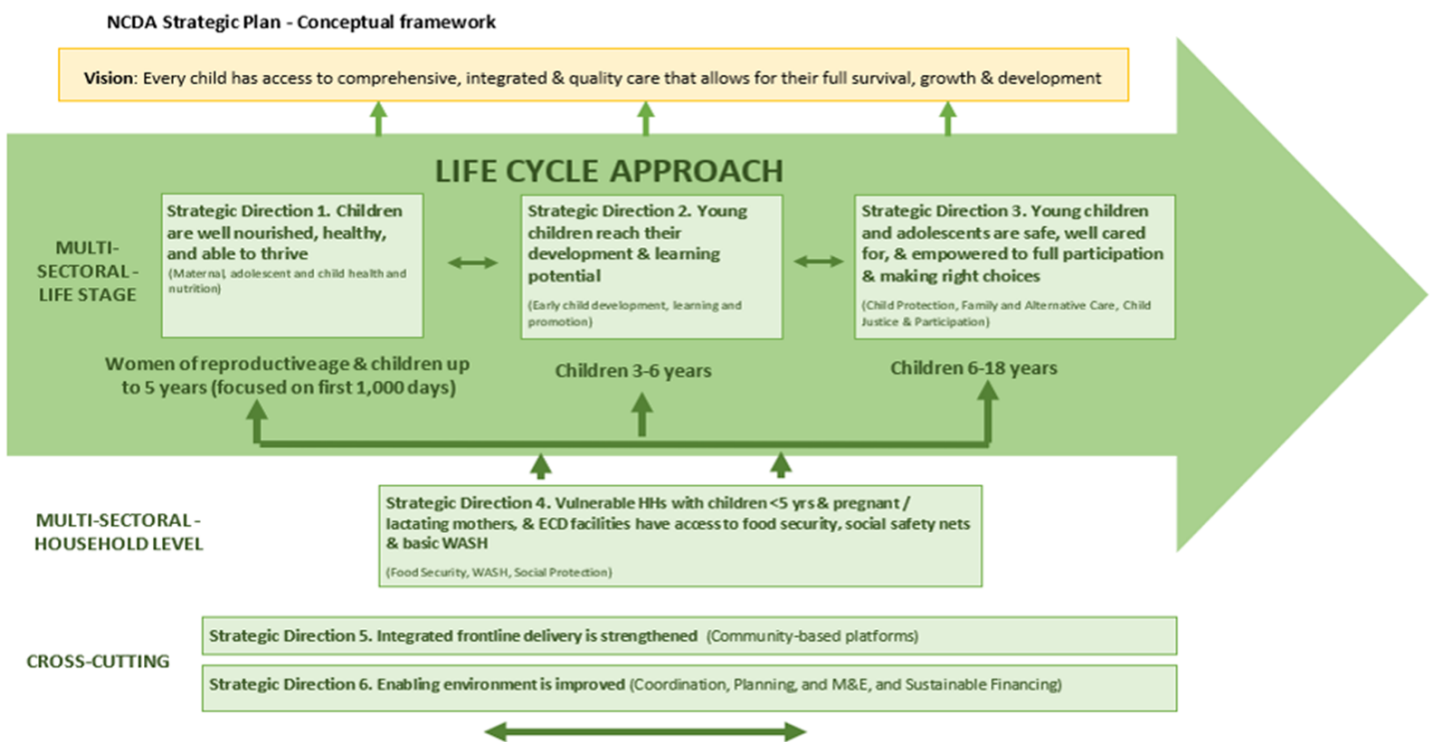 NCDA Strategic Plan - Conceptual framework
Vision: Every child has access to comprehensive, integrated & quality care that allows for their full survival, growth & development
LIFE CYCLE APPROACH
MULTI-
SECTORAL -
LIFE STAGE
Strategic Direction 1. Children
are well nourished, healthy,
and able to thrive
(Maternal, adolescent and child health and
nutrition)
Strategic Direction 2. Young
children reach their
development & learning
potential
(Early child development, learning and
promotion)
Strategic Direction 3. Young children
and adolescents are safe, well cared
for, & empowered to full participation
& making right choices
(Child Protection, Family and Alternative Care, Child
Justice & Participation)
Women of reproductive age & children up
to 5 years (focused on first 1,000 days)
Children 3-6 years
Children 6-18 years
MULTI-SECTORAL -
HOUSEHOLD LEVEL
Strategic Direction 4. Vulnerable HHs with children <5 yrs & pregnant /
lactating mothers, & ECD facilities have access to food security, social safety nets
& basic WASH
(Food Security, WASH, Social Protection)
CROSS-CUTTING
Strategic Direction 5. Integrated frontline delivery is strengthened (Community-based platforms)
Strategic Direction 6. Enabling environment is improved (Coordination, Planning, and M&E, and Sustainable Financing)